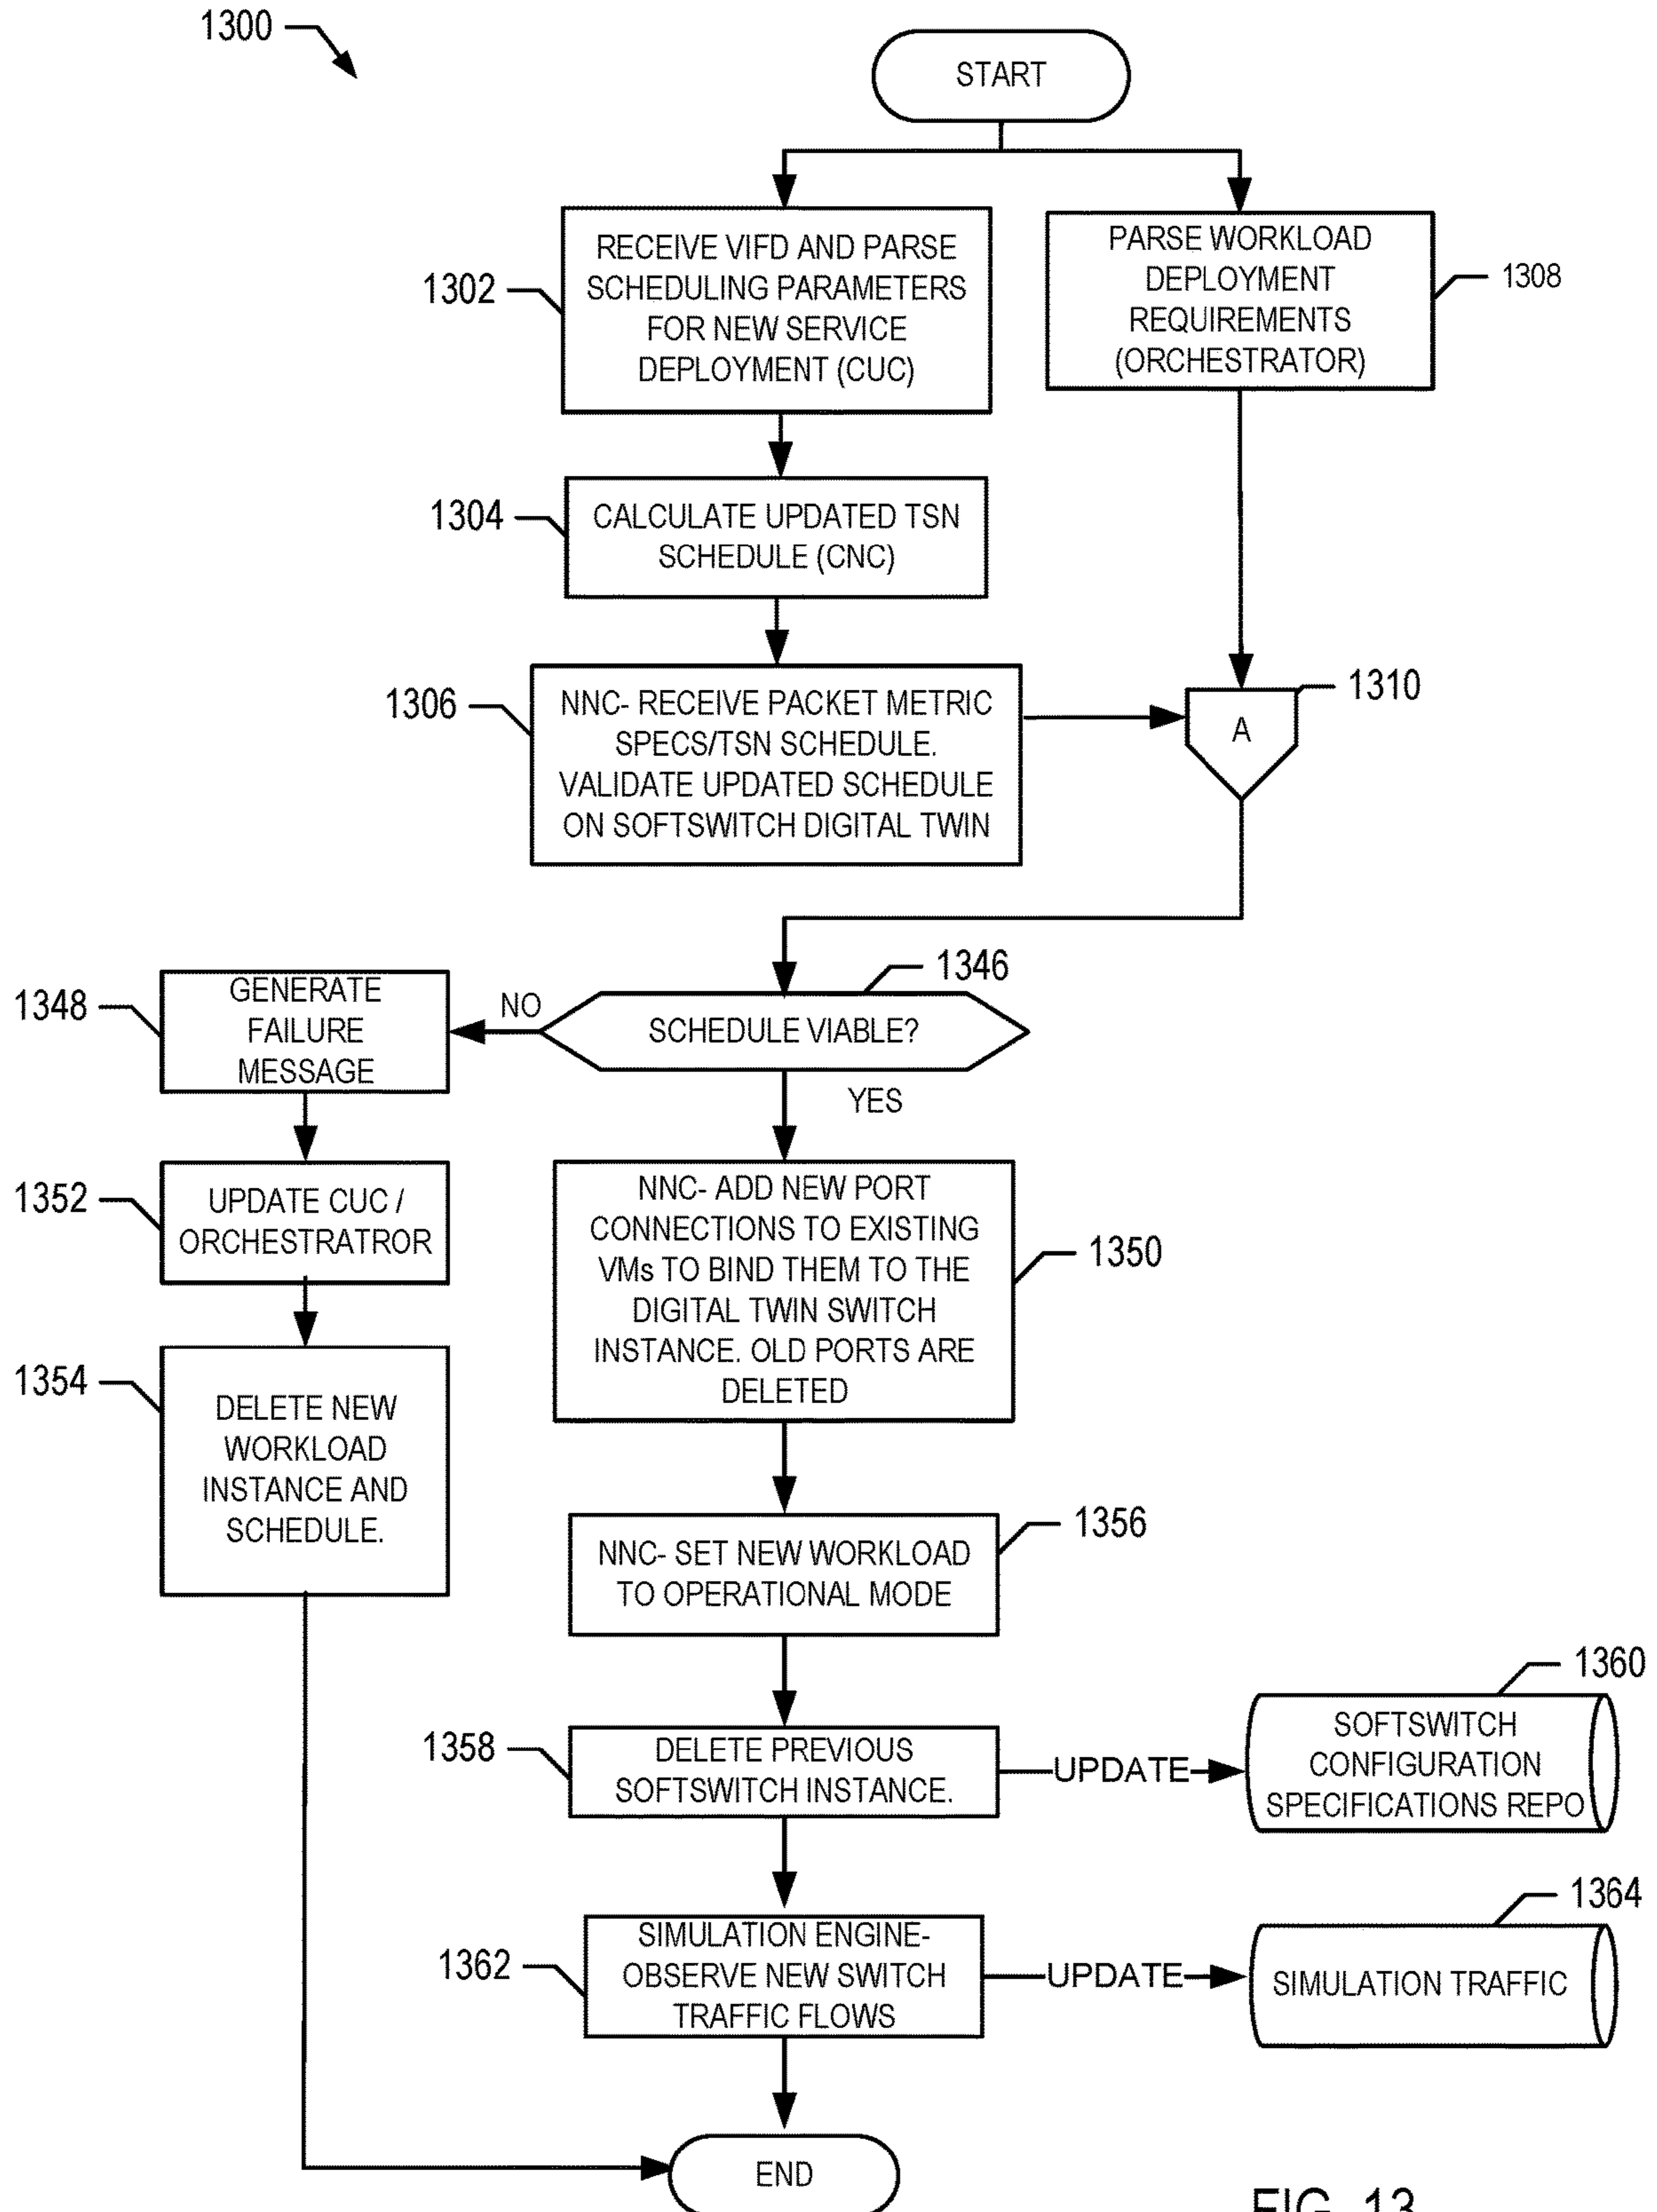 1300
START
RECEIVE VIFD AND PARSE
SCHEDULING PARAMETERS
FOR NEW SERVICE
DEPLOYMENT (CUC)
1302
PARSE WORKLOAD
DEPLOYMENT
REQUIREMENTS
(ORCHESTRATOR)
1308
1304
CALCULATE UPDATED TSN
SCHEDULE (CNC)
1306
NNC- RECEIVE PACKET METRIC
SPECS/TSN SCHEDULE.
VALIDATE UPDATED SCHEDULE
ON SOFTSWITCH DIGITAL TWIN
1310
A
1346
SCHEDULE VIABLE?
NO
YES
1348
GENERATE
FAILURE
MESSAGE
1352
UPDATE CUC /
ORCHESTRATROR
1354
DELETE NEW
WORKLOAD
INSTANCE AND
SCHEDULE.
NNC- ADD NEW PORT
CONNECTIONS TO EXISTING
VMs TO BIND THEM TO THE
DIGITAL TWIN SWITCH
INSTANCE. OLD PORTS ARE
DELETED
1350
1356
NNC- SET NEW WORKLOAD
TO OPERATIONAL MODE
1358
DELETE PREVIOUS
SOFTSWITCH INSTANCE.
UPDATE
1360
SOFTSWITCH
CONFIGURATION
SPECIFICATIONS REPO
1362
SIMULATION ENGINE-
OBSERVE NEW SWITCH
TRAFFIC FLOWS
UPDATE
1364
SIMULATION TRAFFIC
END
FIG. 13